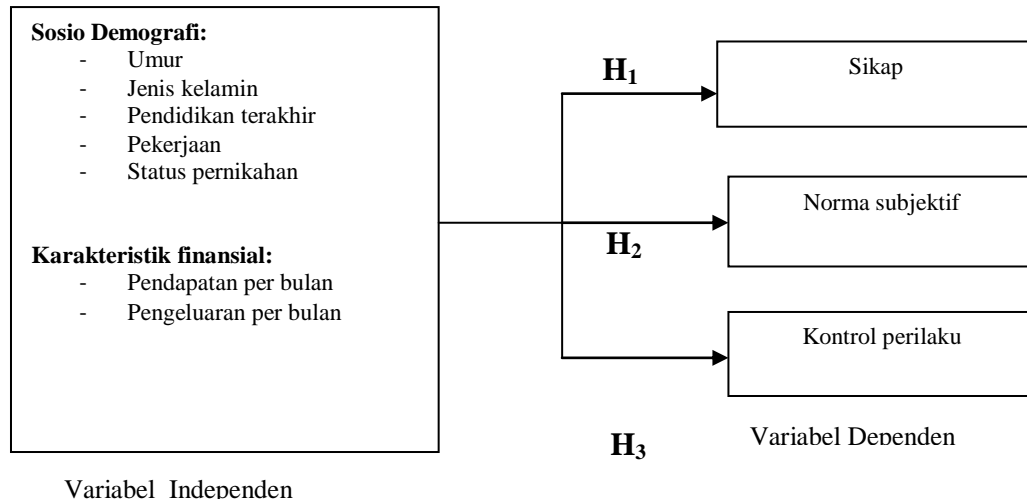 Sosio Demografi:
- Umur
- Jenis kelamin
- Pendidikan terakhir
- Pekerjaan
- Status pernikahan
Karakteristik finansial:
- Pendapatan per bulan
- Pengeluaran per bulan
Variabel Independen
H1
H2
H3
Sikap
Norma subjektif
Kontrol perilaku
Variabel Dependen